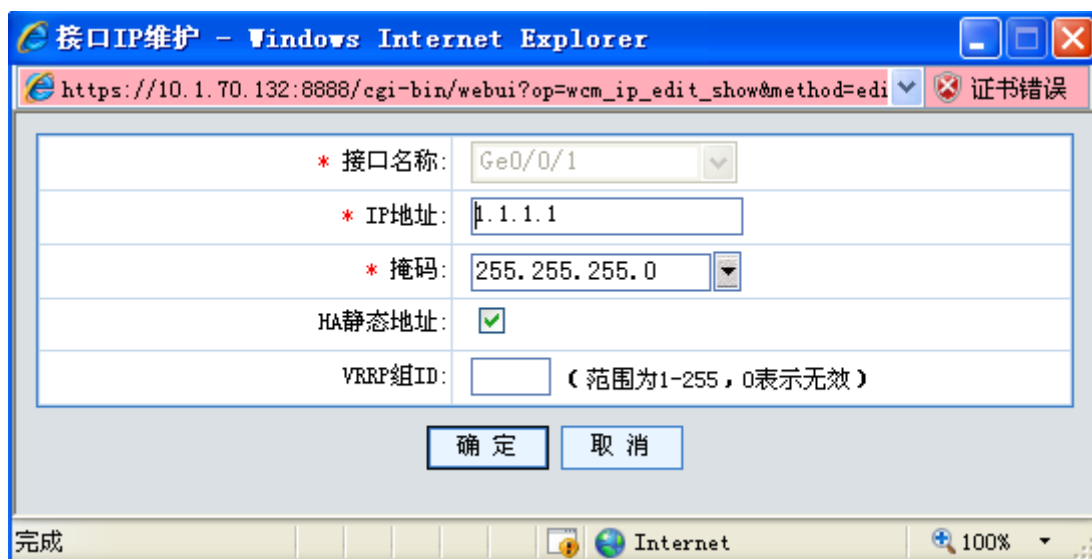 接口IP维护 - Windows Internet Explorer
https://10.1.70.132:8888/cgi-bin/webui?op=wcm_ip_edit_show&method=edi 证书错误
* 接口名称: Ge0/0/1
* IP地址: 1.1.1.1
* 掩码: 255.255.255.0
HA静态地址:
VRRP组ID: (范围为1-255，0表示无效)
确 定 取 消
完成 Internet 100%